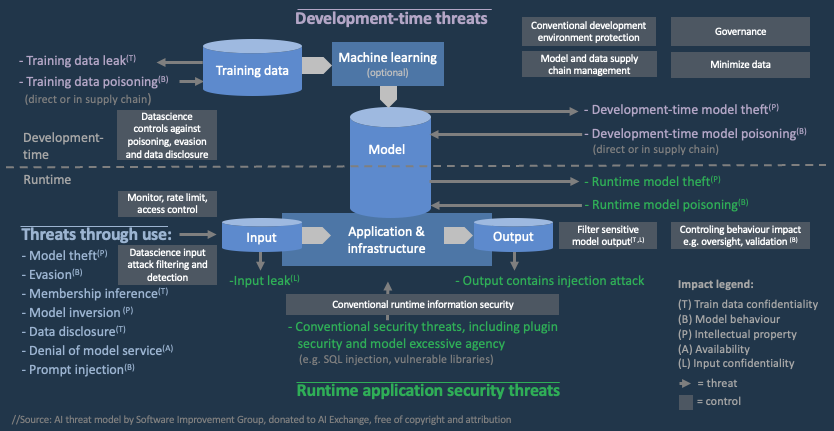 Development-time threats
Conventional development
environment protection
Governance
Model and data supply
chain management
Minimize data
- Training data leak(T)
- Training data poisoning(B)
(direct or in supply chain)
Training data
Machine learning
(optional)
Datascience
controls against
poisoning, evasion
and data disclosure
Development-
time
Model
- Development-time model theft(P)
- Development-time model poisoning(B)
(direct or in supply chain)
Runtime
- Runtime model theft(P)
- Runtime model poisoning(B)
Monitor, rate limit,
access control
Threats through use:
- Model theft(P)
- Evasion(B)
- Membership inference(T)
- Model inversion (P)
- Data disclosure(T)
- Denial of model service(A)
- Prompt injection(B)
Datascience input
attack filtering and
detection
Input
Application &
infrastructure
Output
Filter sensitive
model output(T,L)
Controling behaviour impact
e.g. oversight, validation (B)
-Input leak(L)
- Output contains injection attack
Conventional runtime information security
- Conventional security threats, including plugin
security and model excessive agency
(e.g. SQL injection, vulnerable libraries)
Runtime application security threats
Impact legend:
(T) Train data confidentiality
(B) Model behaviour
(P) Intellectual property
(A) Availability
(L) Input confidentiality
= threat
= control
//Source: AI threat model by Software Improvement Group, donated to AI Exchange, free of copyright and attribution